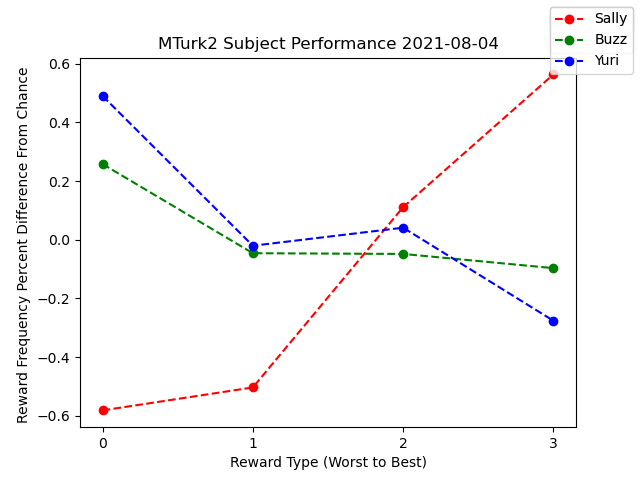 MTurk2 Subject Performance 2021-08-04
Sally
Buzz
Yuri
Reward Frequency Percent Difference From Chance
0.6
0.4
0.2
0.0
−0.2
−0.4
−0.6
0 1 2 3
Reward Type (Worst to Best)